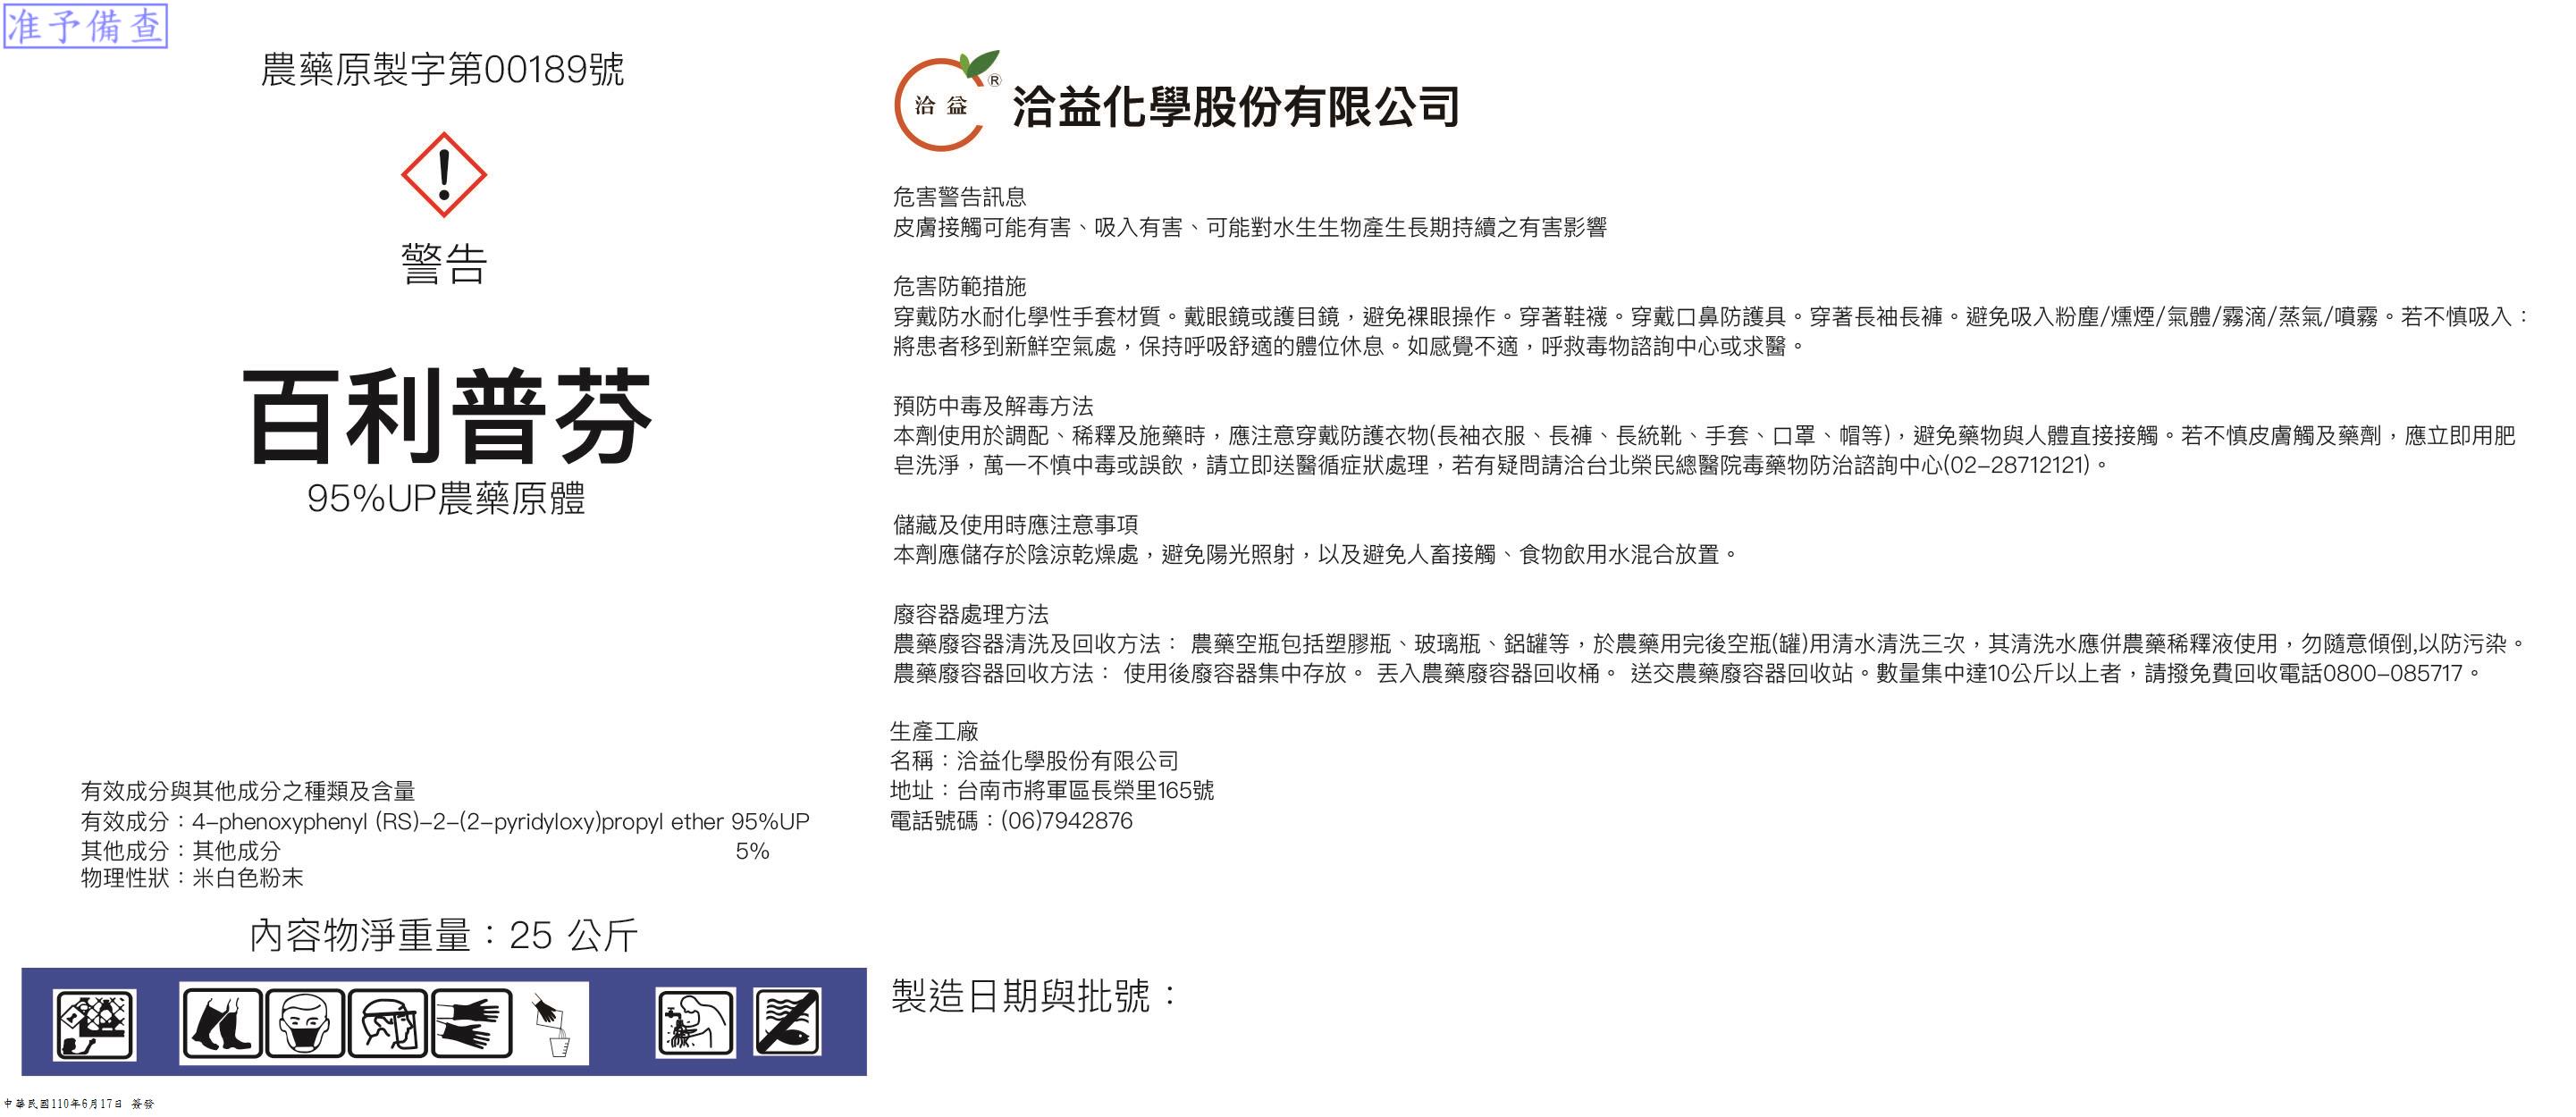 准予備查
農藥原製字第00189號
警告
百利普芬
95%UP農藥原體
有效成分與其他成分之種類及含量
有效成分：4-phenoxyphenyl (RS)-2-(2-pyridyloxy)propyl ether 95%UP
其他成分：其他成分 5%
物理性狀：米白色粉末
內容物淨重量：25 公斤
中華民國110年6月17日 簽發
洽益 ® 洽益化學股份有限公司
危害警告訊息
皮膚接觸可能有害、吸入有害、可能對水生生物產生長期持續之有害影響
危害防範措施
穿戴防水耐化學性手套材質。戴眼鏡或護目鏡，避免裸眼操作。穿著鞋襪。穿戴口鼻防護具。穿著長袖長褲。避免吸入粉塵/燻煙/氣體/霧滴/蒸氣/噴霧。若不慎吸入：
將患者移到新鮮空氣處，保持呼吸舒適的體位休息。如感覺不適，呼救毒物諮詢中心或求醫。
預防中毒及解毒方法
本劑使用於調配、稀釋及施藥時，應注意穿戴防護衣物(長袖衣服、長褲、長統靴、手套、口罩、帽等)，避免藥物與人體直接接觸。若不慎皮膚觸及藥劑，應立即用肥
皂洗淨，萬一不慎中毒或誤飲，請立即送醫循症狀處理，若有疑問請洽台北榮民總醫院毒藥物防治諮詢中心(02-28712121)。
儲藏及使用時應注意事項
本劑應儲存於陰涼乾燥處，避免陽光照射，以及避免人畜接觸、食物飲用水混合放置。
廢容器處理方法
農藥廢容器清洗及回收方法： 農藥空瓶包括塑膠瓶、玻璃瓶、鋁罐等，於農藥用完後空瓶(罐)用清水清洗三次，其清洗水應併農藥稀釋液使用，勿隨意傾倒,以防污染。
農藥廢容器回收方法： 使用後廢容器集中存放。 丟入農藥廢容器回收桶。 送交農藥廢容器回收站。數量集中達10公斤以上者，請撥免費回收電話0800-085717。
生產工廠
名稱：洽益化學股份有限公司
地址：台南市將軍區長榮里165號
電話號碼：(06)7942876
製造日期與批號：